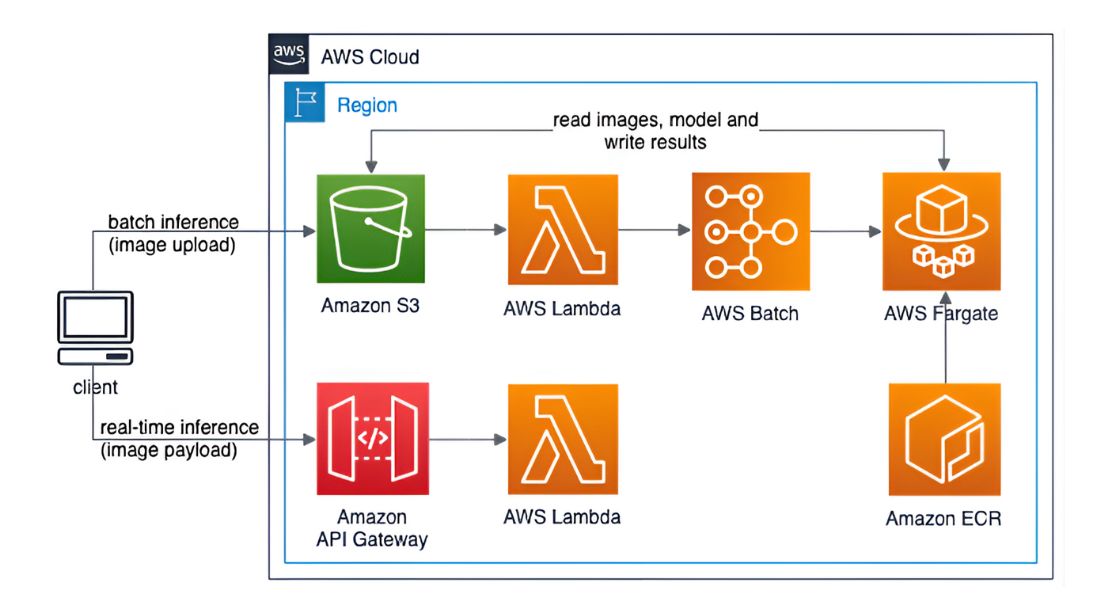 aws
AWS Cloud
Region
read images, model and
write results
batch inference
(image upload)
Amazon S3
AWS Lambda
AWS Batch
AWS Fargate
client
real-time inference
(image payload)
</>
Amazon
API Gateway
AWS Lambda
Amazon ECR